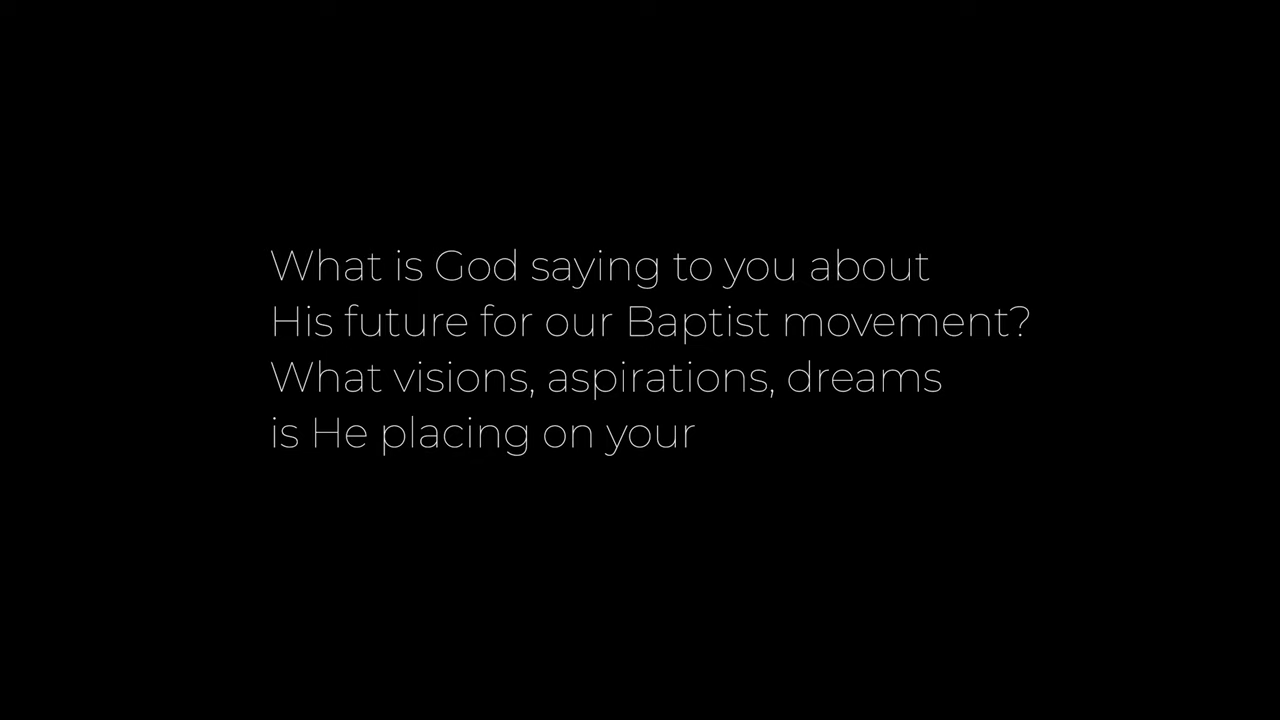 What is God saying to you about
His future for our Baptist movement?
What visions, aspirations, dreams
is He placing on your